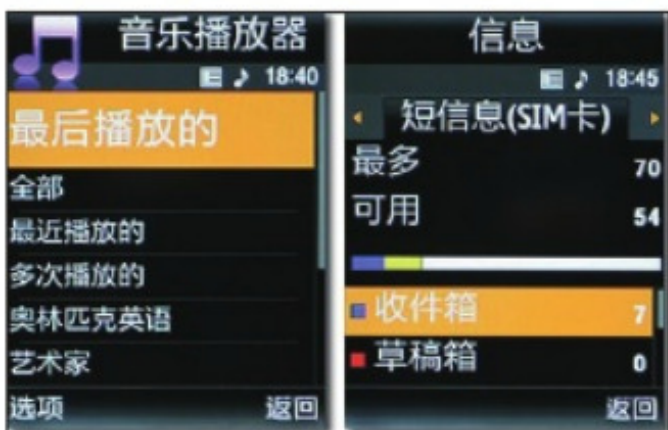 音乐播放器
18:40
最后播放的
全部
最近播放的
多次播放的
奥林匹克英语
艺术家
选项 返回
信息
18:45
短信息(SIM卡)
最多 70
可用 54
收件箱 7
草稿箱 0
返回